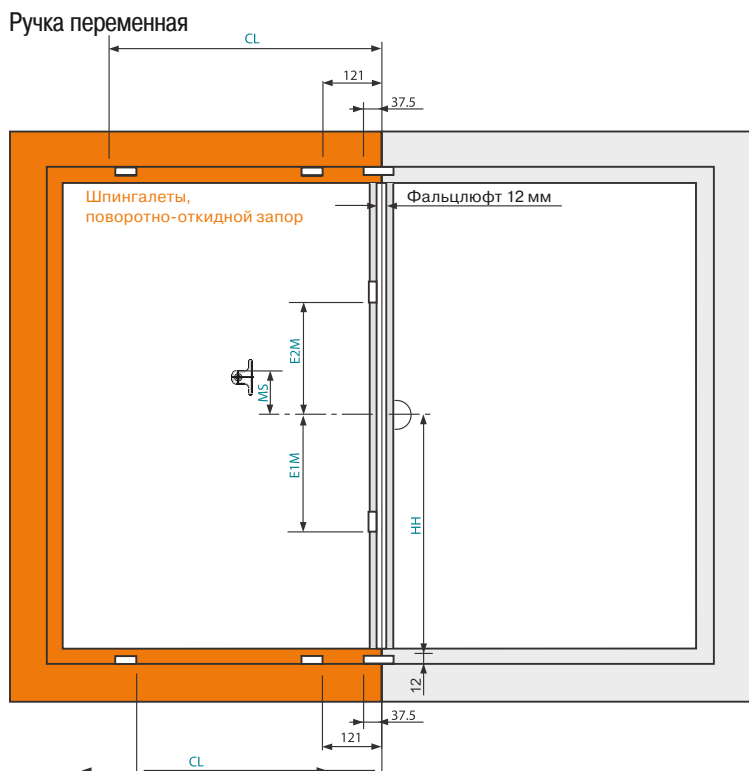 Ручка переменная
CL
121
37.5
Шпингалеты,
поворотно-откидной запор
Фальцлюфт 12 мм
E2M
MS
E1M
HH
12
37.5
121
CL